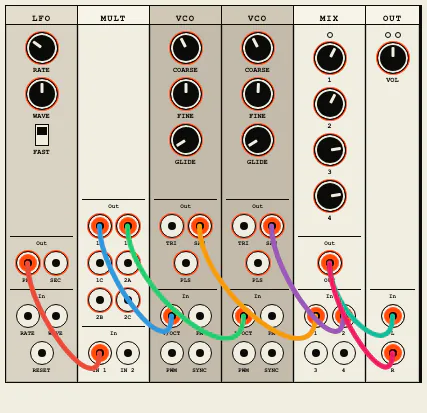 LFO MULT VCO VCO MIX OUT
RATE COARSE COARSE 1 VOL
WAVE FINE FINE 2
FAST GLIDE GLIDE 3
4
Out Out Out
TRI TRI
Out Out
SEC 1C 2A PLS PLS
2B 2C
In In In In In
RATE 1 2 L
RESET IN 1 IN 2 PWM SYNC PWM SYNC 3 4 R